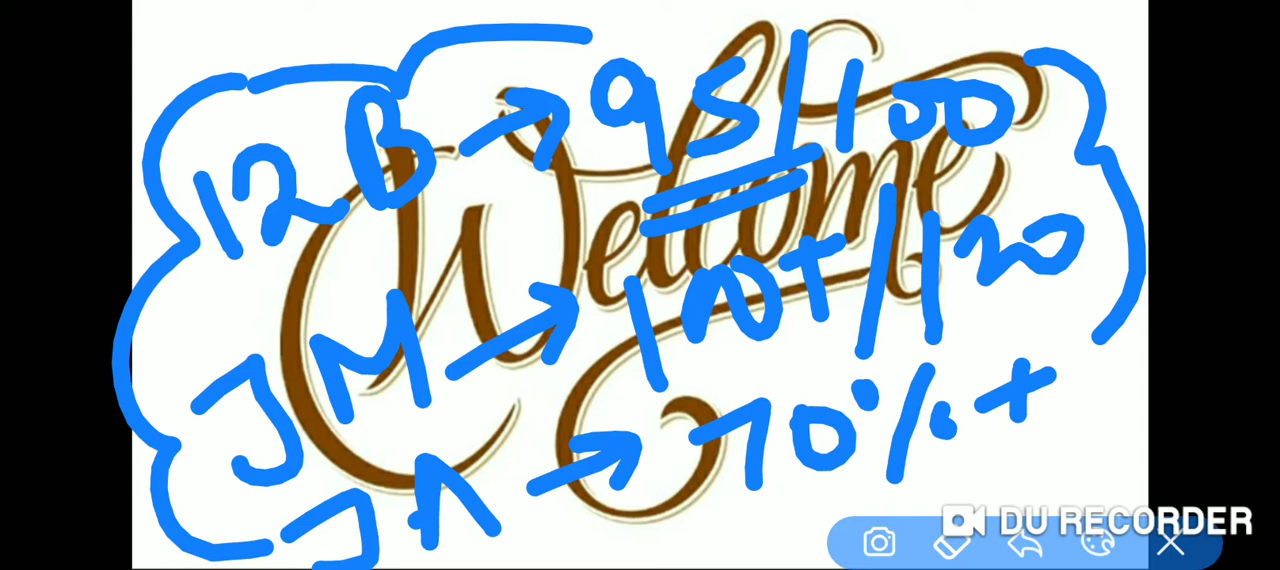 Welcome
12B → 95/100
JM → 100+/120
JA → 70%+
DU RECORDER